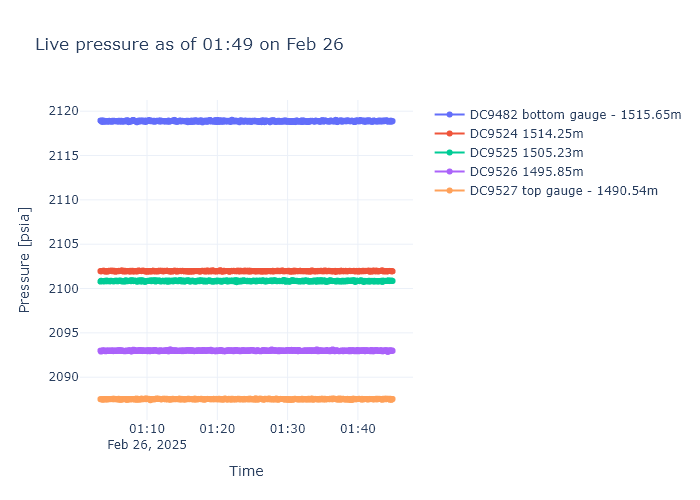 Live pressure as of 01:49 on Feb 26
2120
2115
2110
2105
2100
2095
2090
Pressure [psia]
01:10
01:20
01:30
01:40
Feb 26, 2025
Time
DC9482 bottom gauge - 1515.65m
DC9524 1514.25m
DC9525 1505.23m
DC9526 1495.85m
DC9527 top gauge - 1490.54m